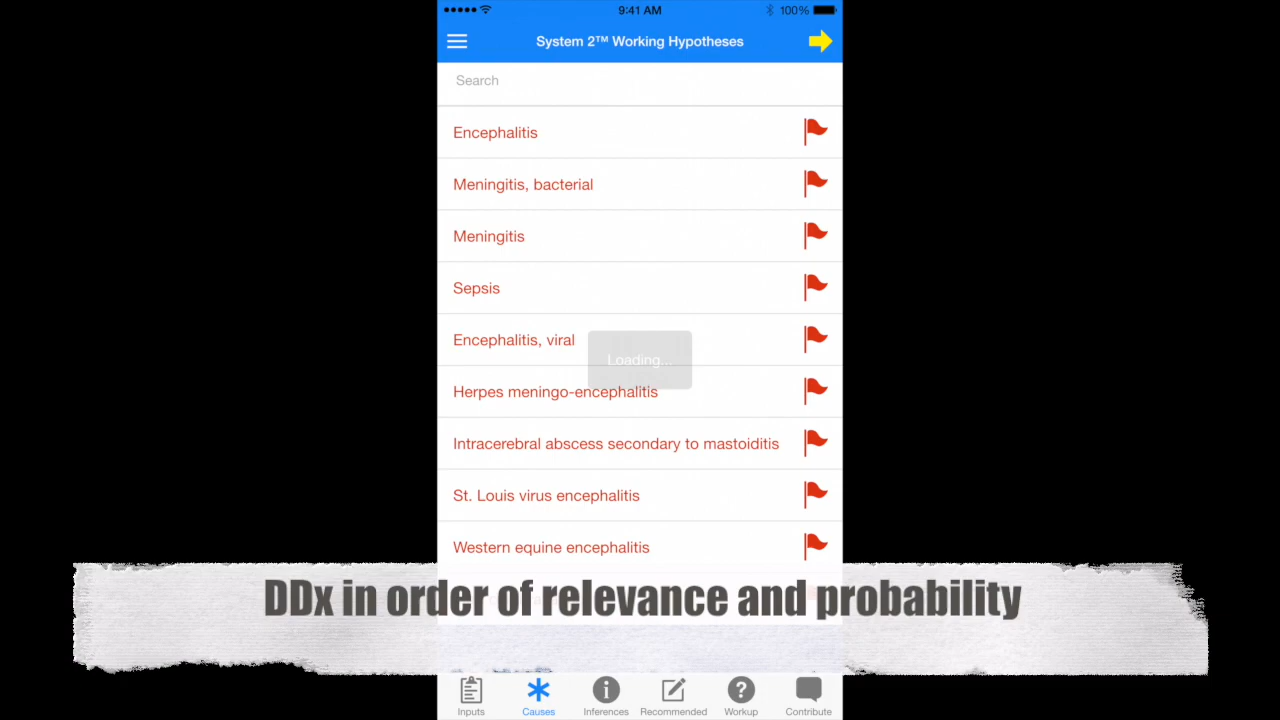 9:41 AM
100%
System 2™ Working Hypotheses
Search
Encephalitis
Meningitis, bacterial
Meningitis
Sepsis
Encephalitis, viral
Loading...
Herpes meningo-encephalitis
Intracerebral abscess secondary to mastoiditis
St. Louis virus encephalitis
Western equine encephalitis
DDx in order of relevance and probability
Inputs
Causes
Inferences
Recommended
Workup
Contribute